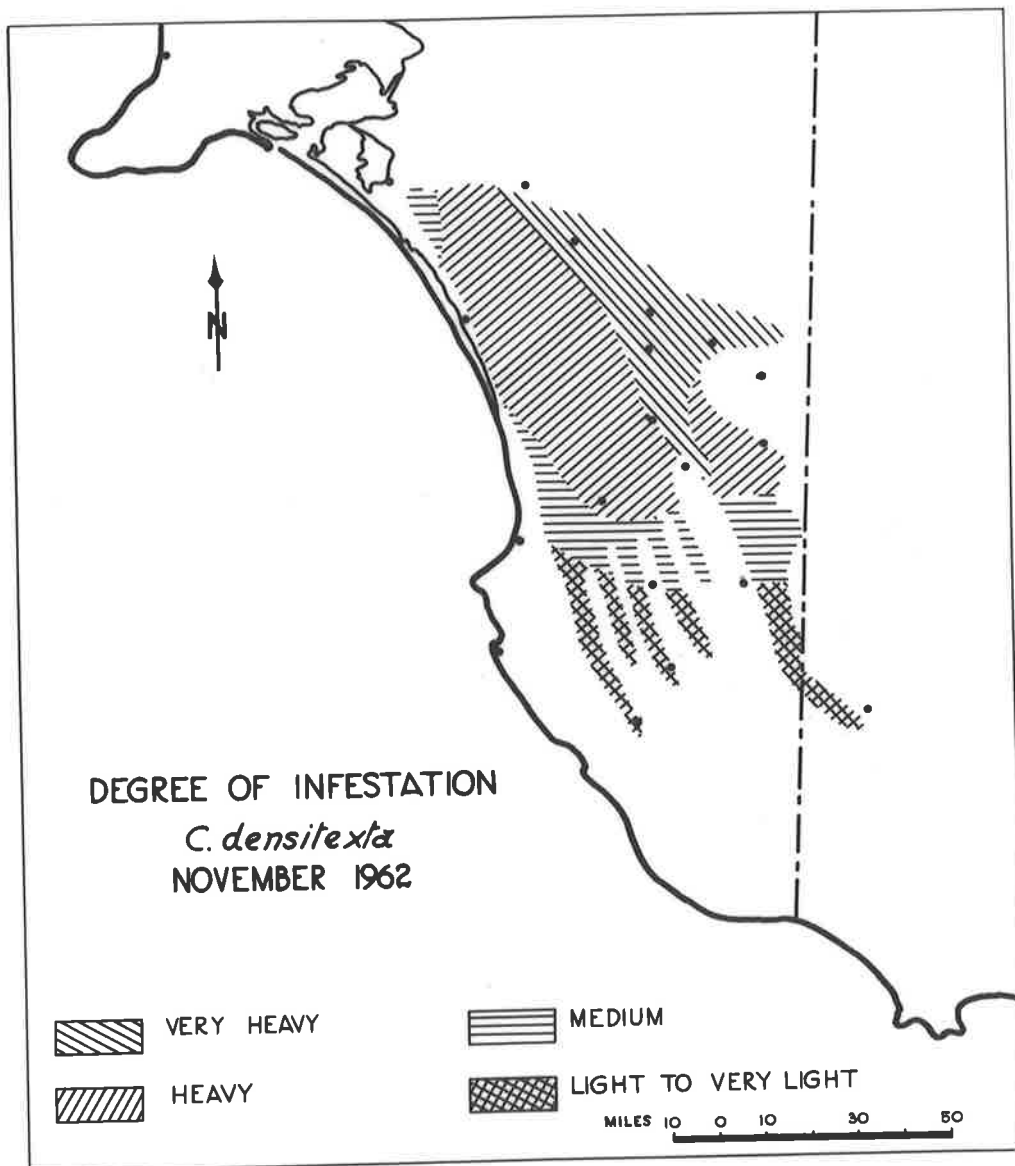 N
DEGREE OF INFESTATION
C. densitexta
NOVEMBER 1962
VERY HEAVY
MEDIUM
HEAVY
LIGHT TO VERY LIGHT
MILES 10 0 10 30 50